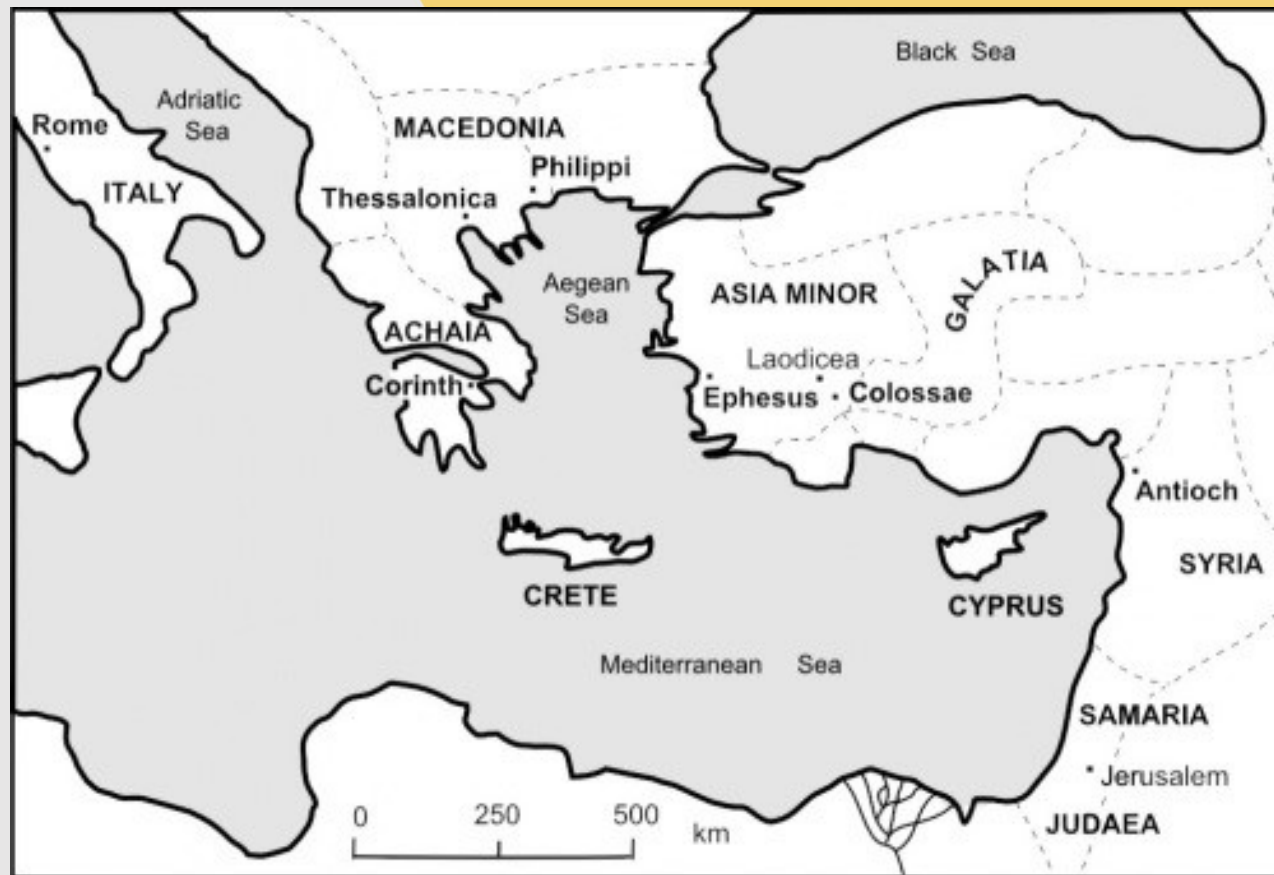 Black Sea
Adriatic
Sea
Rome
MACEDONIA
Philippi
ITALY
Thessalonica
Aegean
Sea
ASIA MINOR
GALATIA
ACHAIA
Laodicea
Corinth
Ephesus
Colossae
Antioch
SYRIA
CRETE
CYPRUS
Mediterranean Sea
SAMARIA
Jerusalem
JUDAEA
0 250 500
km